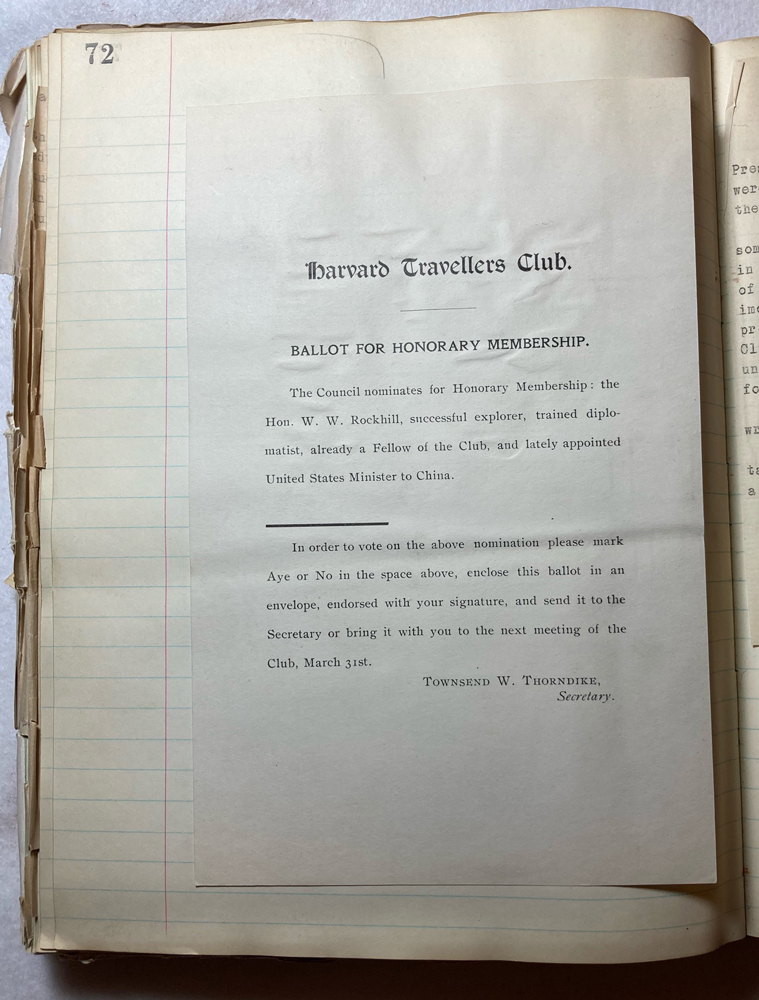 72
Harvard Travellers Club.
BALLOT FOR HONORARY MEMBERSHIP.
The Council nominates for Honorary Membership: the
Hon. W. W. Rockhill, successful explorer, trained diplo-
matist, already a Fellow of the Club, and lately appointed
United States Minister to China.
In order to vote on the above nomination please mark
Aye or No in the space above, enclose this ballot in an
envelope, endorsed with your signature, and send it to the
Secretary or bring it with you to the next meeting of the
Club, March 31st.
TOWNSEND W. THORNDIKE,
Secretary.
the
in
of